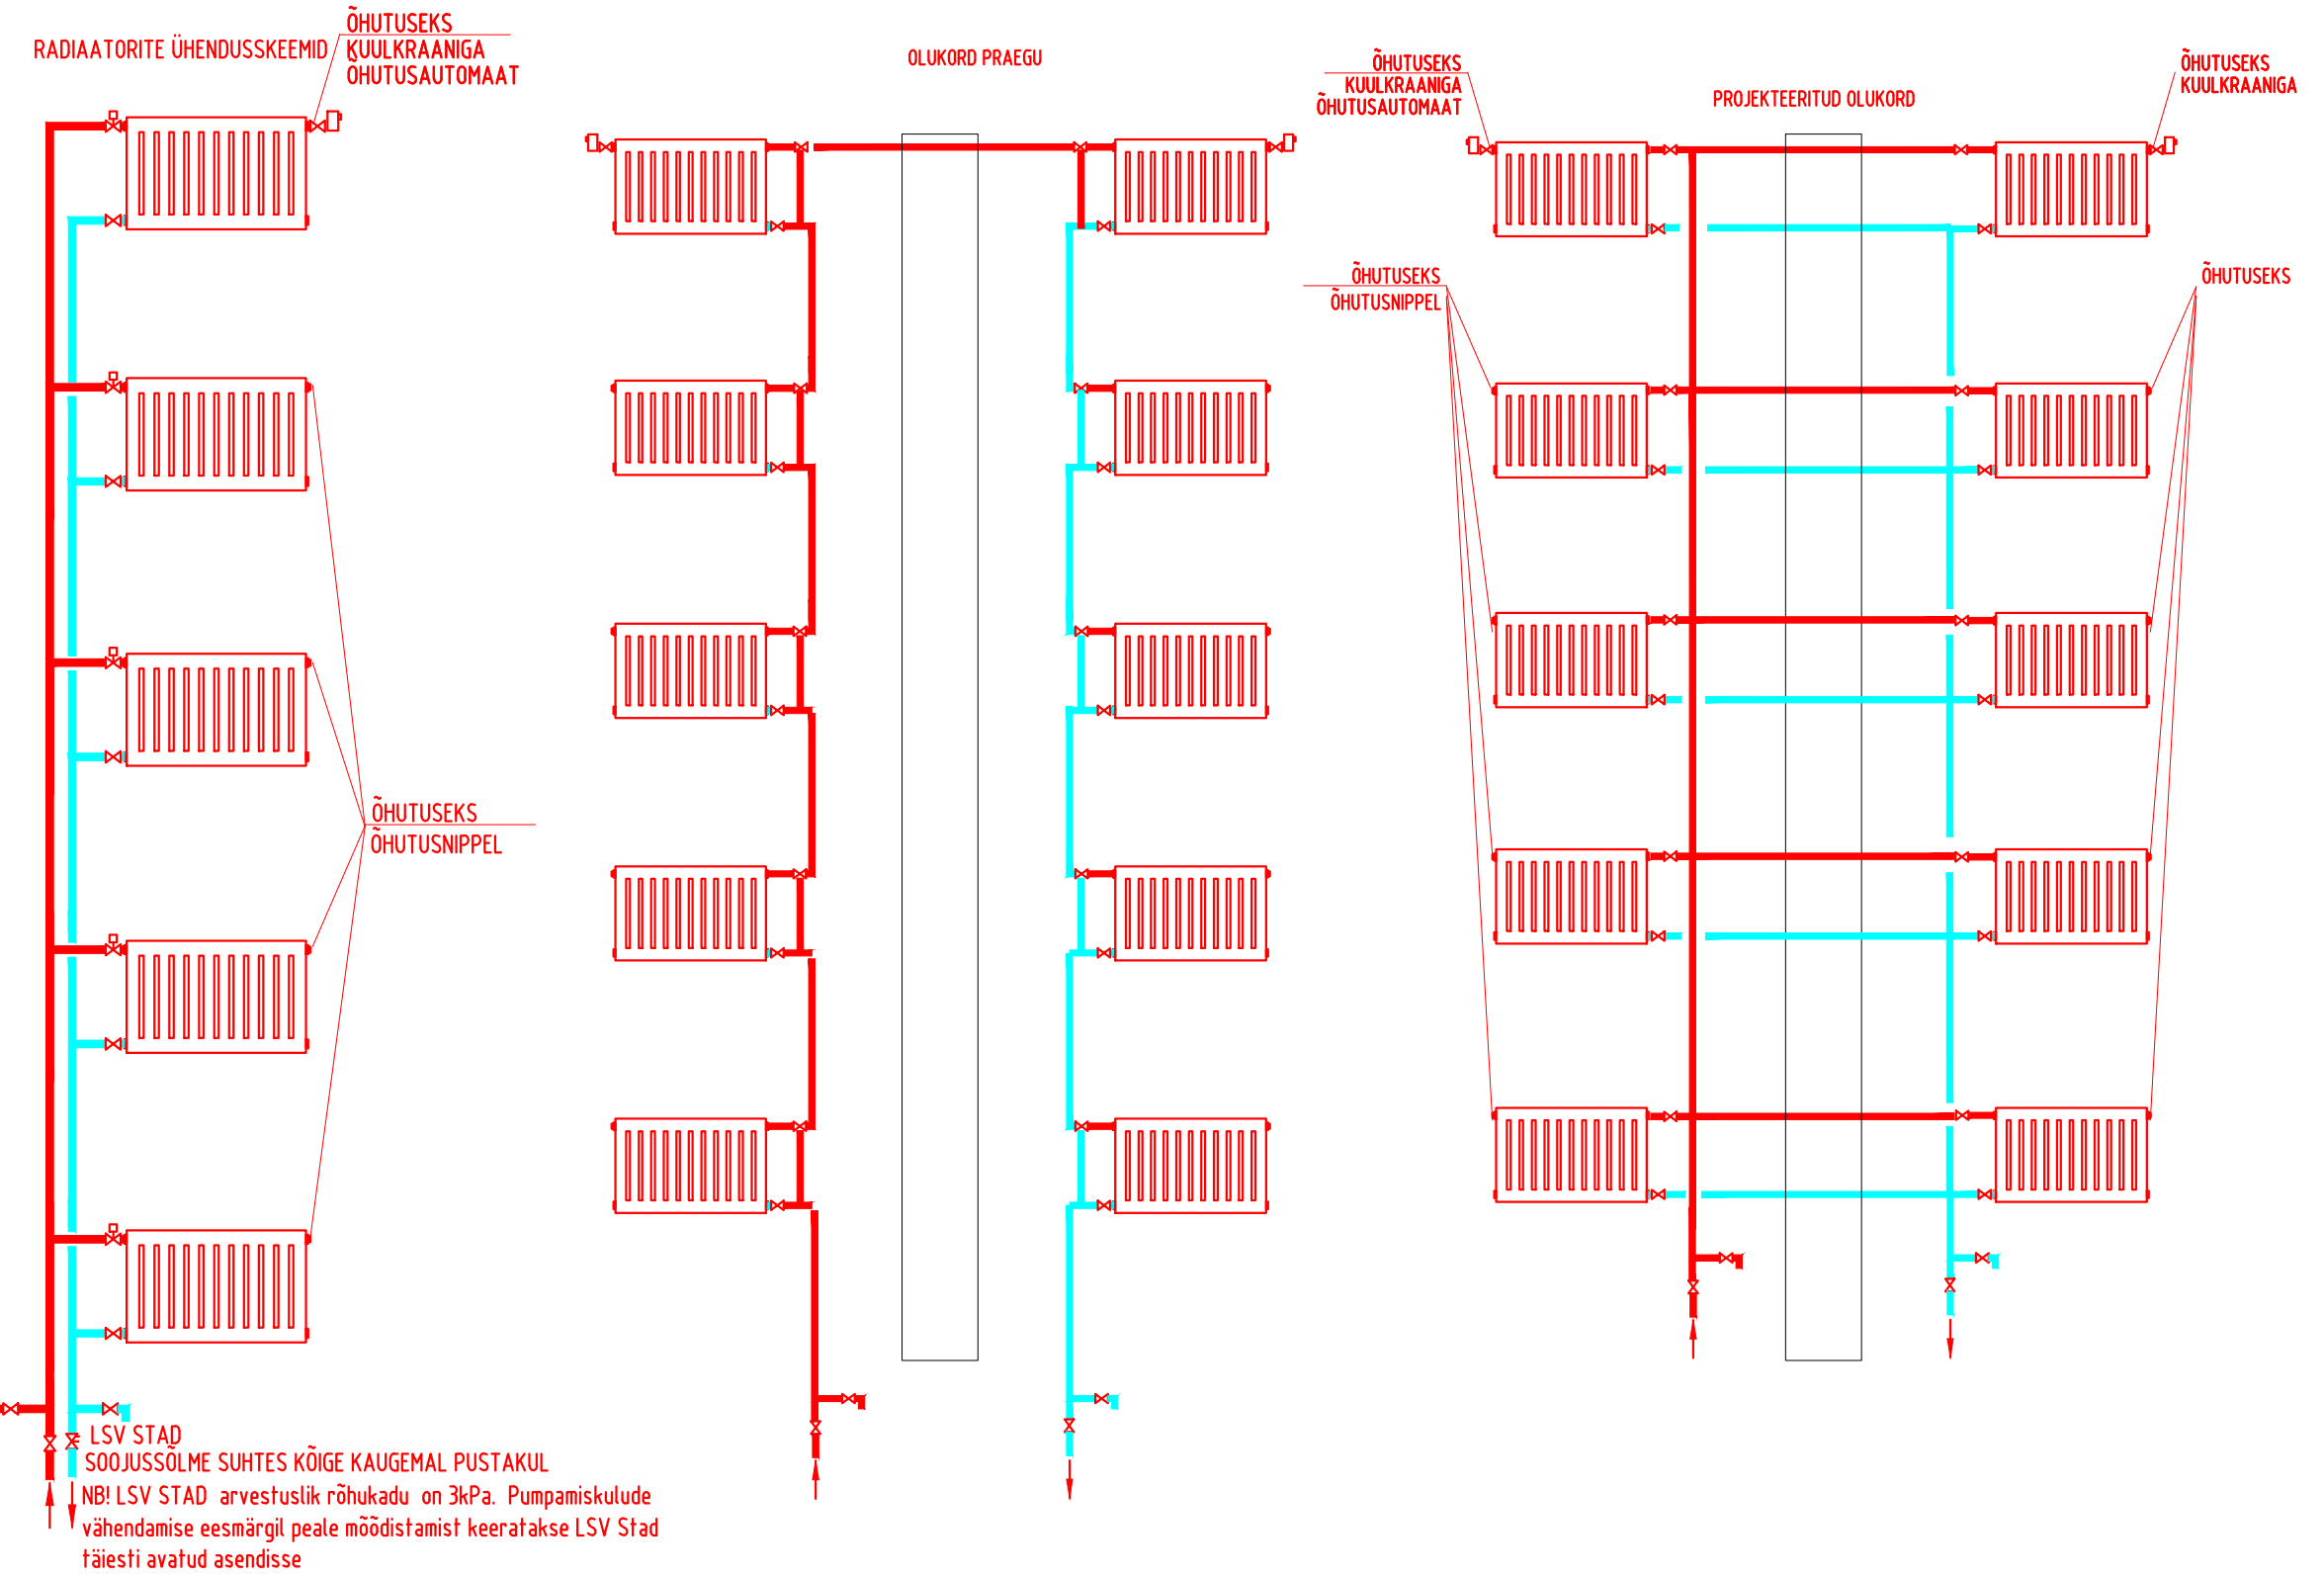 RADIAATORITE ÜHENDUSSKEEMID
ÕHUTUSEKS
KUULKRAANIGA
ÕHUTUSAUTOMAAT
OLUKORD PRAEGU
ÕHUTUSEKS
KUULKRAANIGA
ÕHUTUSAUTOMAAT
PROJEKTEERITUD OLUKORD
ÕHUTUSEKS
KUULKRAANIGA
ÕHUTUSEKS
ÕHUTUSNIPPEL
ÕHUTUSEKS
ÕHUTUSEKS
ÕHUTUSNIPPEL
LSV STAD
SOOJUSSÕLME SUHTES KÕIGE KAUGEMAL PUSTAKUL
NB! LSV STAD arvestuslik rõhukadu on 3kPa. Pumpamiskulude
vähendamise eesmärgil peale mõõdistamist keeratakse LSV Stad
täiesti avatud asendisse